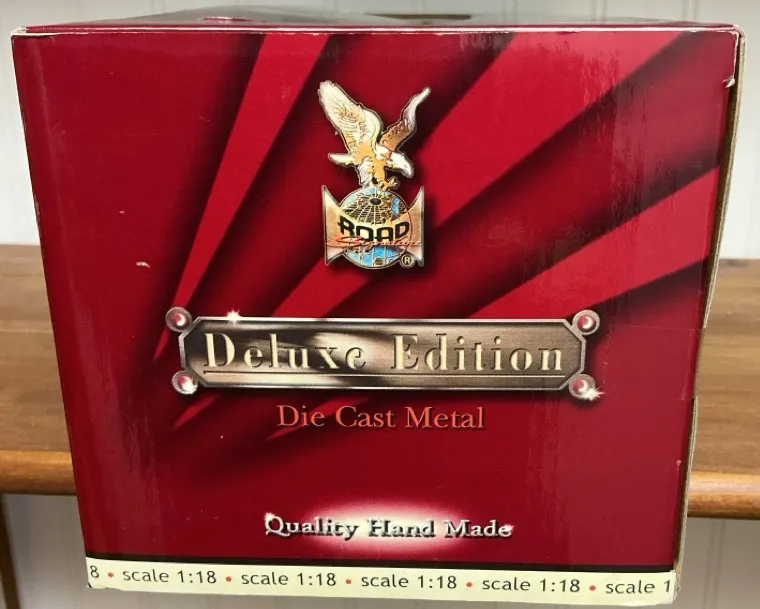 ROAD
Signature
®
Deluxe Edition
Die Cast Metal
Quality Hand Made
8 • scale 1:18 • scale 1:18 • scale 1:18 • scale 1:18 • scale 1